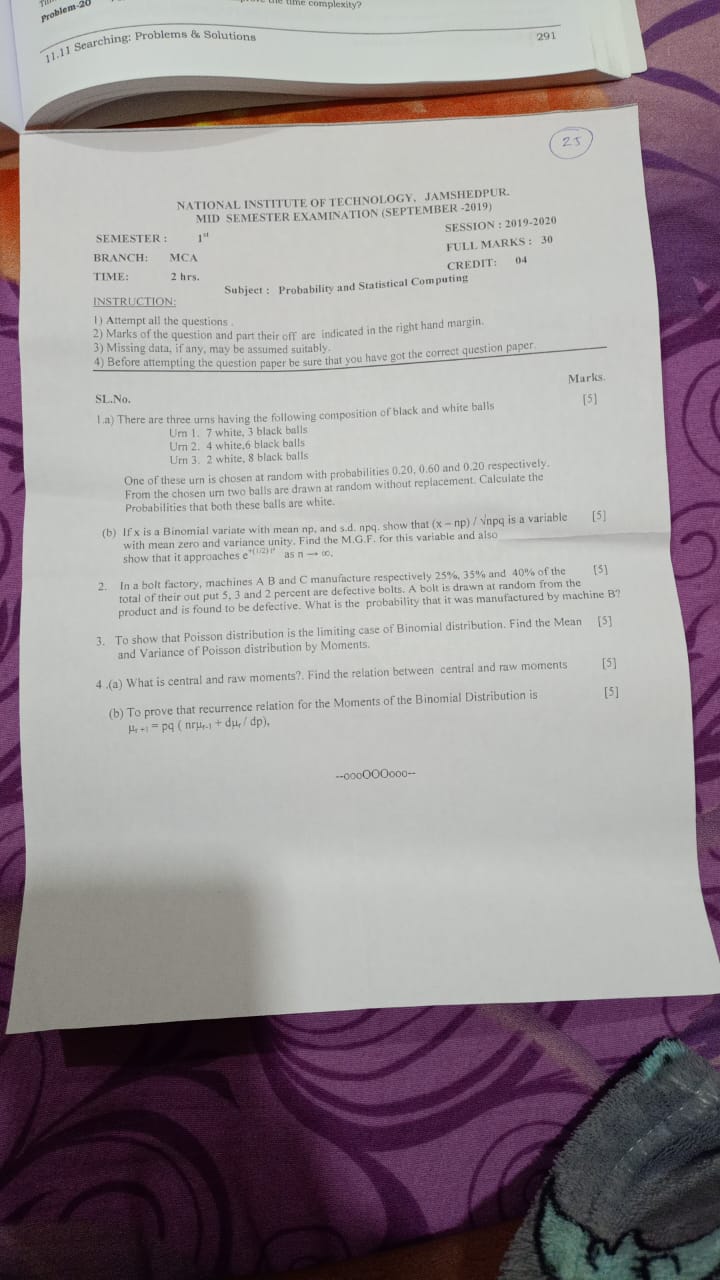 Problem-20
the time complexity?
11.11 Searching: Problems & Solutions
291
25
NATIONAL INSTITUTE OF TECHNOLOGY, JAMSHEDPUR.
MID SEMESTER EXAMINATION (SEPTEMBER -2019)
SEMESTER : 1st
SESSION : 2019-2020
BRANCH: MCA
FULL MARKS : 30
TIME: 2 hrs.
CREDIT: 04
Subject : Probability and Statistical Computing
INSTRUCTION:
1) Attempt all the questions .
2) Marks of the question and part their off are indicated in the right hand margin.
3) Missing data, if any, may be assumed suitably.
4) Before attempting the question paper be sure that you have got the correct question paper.
SL.No.
Marks.
1.a) There are three urns having the following composition of black and white balls [5]
Urn 1. 7 white, 3 black balls
Urn 2. 4 white,6 black balls
Urn 3. 2 white, 8 black balls
One of these urn is chosen at random with probabilities 0.20, 0.60 and 0.20 respectively.
From the chosen urn two balls are drawn at random without replacement. Calculate the
Probabilities that both these balls are white.
(b) If x is a Binomial variate with mean np, and s.d. npq. show that (x – np) / √npq is a variable [5]
with mean zero and variance unity. Find the M.G.F. for this variable and also
show that it approaches e^+(1/2) t² as n → ∞.
2. In a bolt factory, machines A B and C manufacture respectively 25%, 35% and 40% of the [5]
total of their out put 5, 3 and 2 percent are defective bolts. A bolt is drawn at random from the
product and is found to be defective. What is the probability that it was manufactured by machine B?
3. To show that Poisson distribution is the limiting case of Binomial distribution. Find the Mean [5]
and Variance of Poisson distribution by Moments.
4 .(a) What is central and raw moments?. Find the relation between central and raw moments [5]
(b) To prove that recurrence relation for the Moments of the Binomial Distribution is [5]
μr +1 = pq ( nrμr-1 + dμr / dp),
--oooOOOooo--